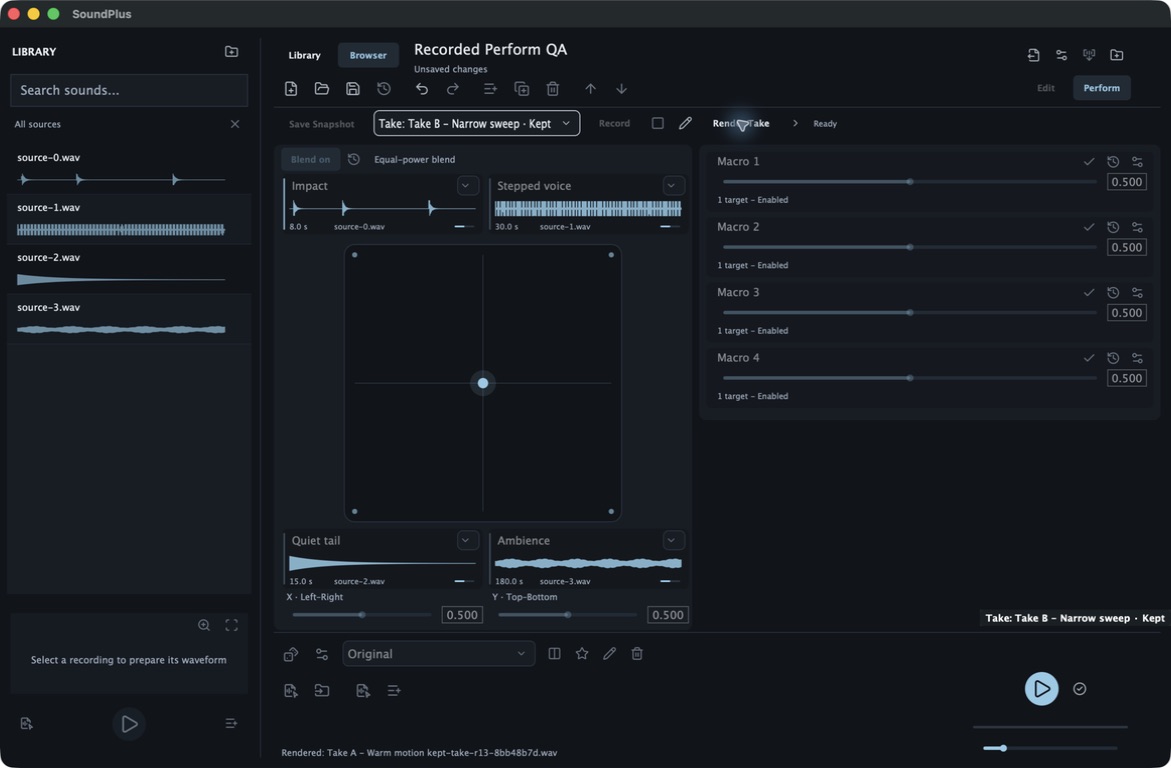 SoundPlus
LIBRARY
Search sounds...
All sources
source-0.wav
source-1.wav
source-2.wav
source-3.wav
Select a recording to prepare its waveform
Library
Browser
Recorded Perform QA
Unsaved changes
Edit
Perform
Save Snapshot
Take: Take B – Narrow sweep · Kept
Record
Take
Ready
Blend on
Equal-power blend
Impact
8.0 s source-0.wav
Stepped voice
30.0 s source-1.wav
Quiet tail
15.0 s source-2.wav
Ambience
180.0 s source-3.wav
X · Left-Right
0.500
Y · Top-Bottom
0.500
Macro 1
0.500
1 target – Enabled
Macro 2
0.500
1 target – Enabled
Macro 3
0.500
1 target – Enabled
Macro 4
0.500
1 target – Enabled
Take: Take B – Narrow sweep · Kept
Original
Rendered: Take A – Warm motion kept-take-r13-8bb48b7d.wav